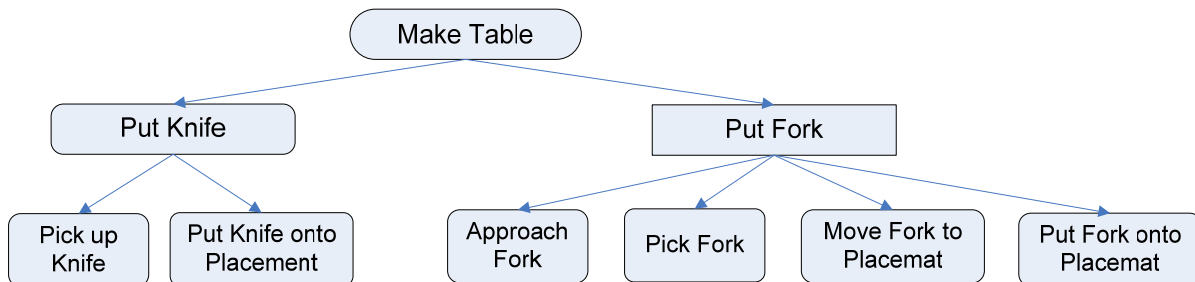 Make Table
Put Knife
Put Fork
Pick up
Knife
Put Knife onto
Placement
Approach
Fork
Pick Fork
Move Fork to
Placemat
Put Fork onto
Placemat